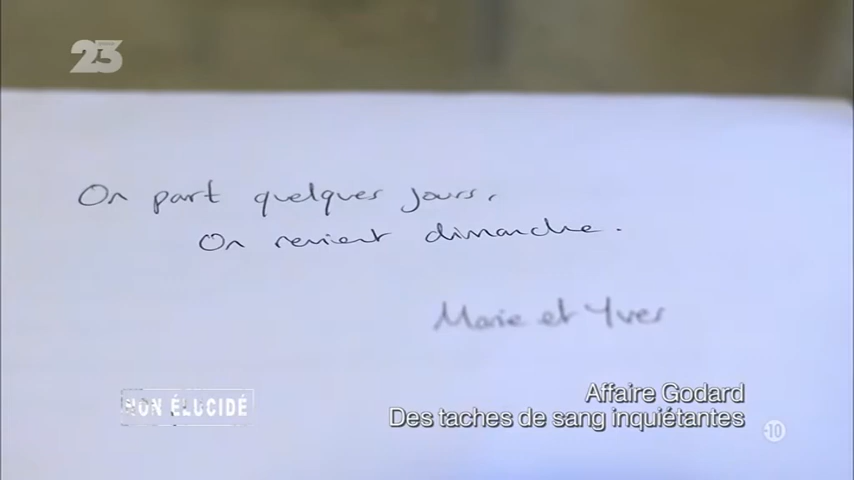 23
On part quelques jours.
On revient dimanche.
Marie et Yves
Affaire Godard
NON ÉLUCIDÉ
Des taches de sang inquiétantes
-10